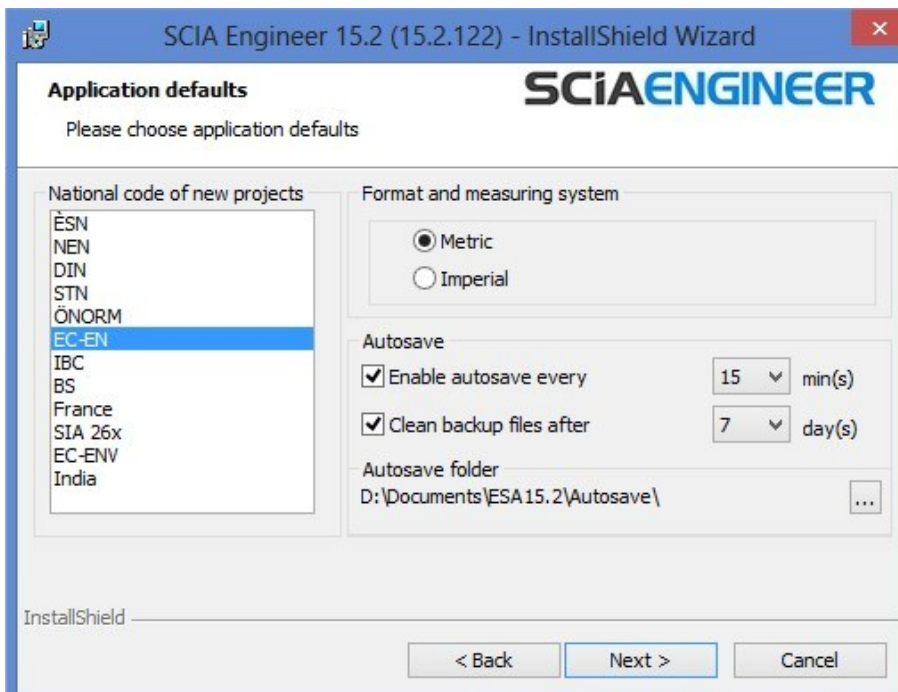 SCIA Engineer 15.2 (15.2.122) - InstallShield Wizard
Application defaults
SCiAENGINEER
Please choose application defaults
National code of new projects
ÈSN
NEN
DIN
STN
ÖNORM
EC-EN
IBC
BS
France
SIA 26x
EC-ENV
India
Format and measuring system
Metric
Imperial
Autosave
Enable autosave every 15 min(s)
Clean backup files after 7 day(s)
Autosave folder
D:\Documents\ESA15.2\Autosave\
...
InstallShield
< Back Next > Cancel